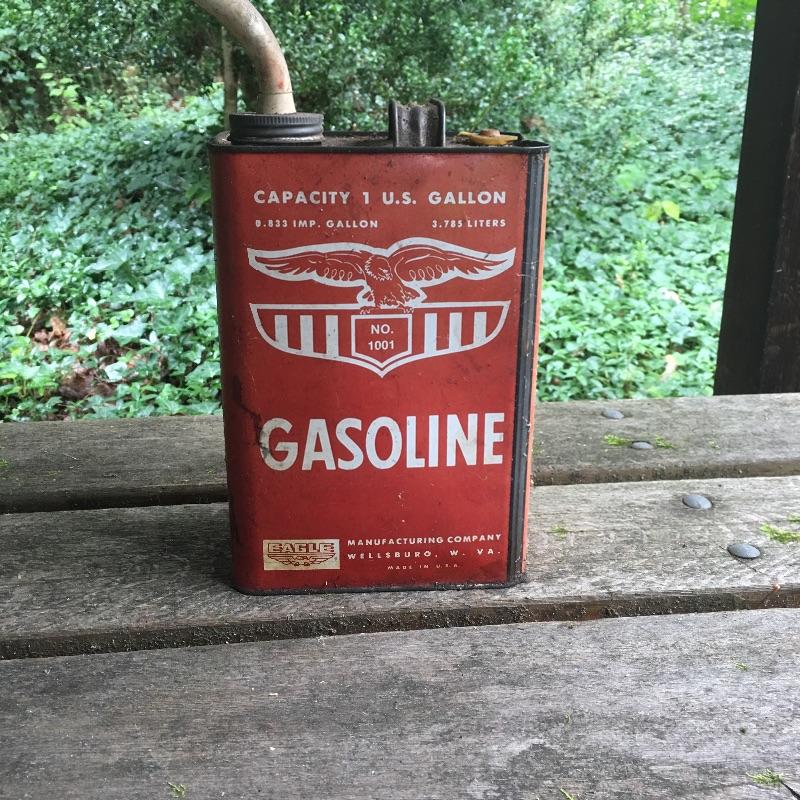 CAPACITY 1 U.S. GALLON
0.833 IMP. GALLON 3.785 LITERS
NO.
1001
GASOLINE
EAGLE
MANUFACTURING COMPANY
WELLSBURG, W. VA.
MADE IN U.S.A.